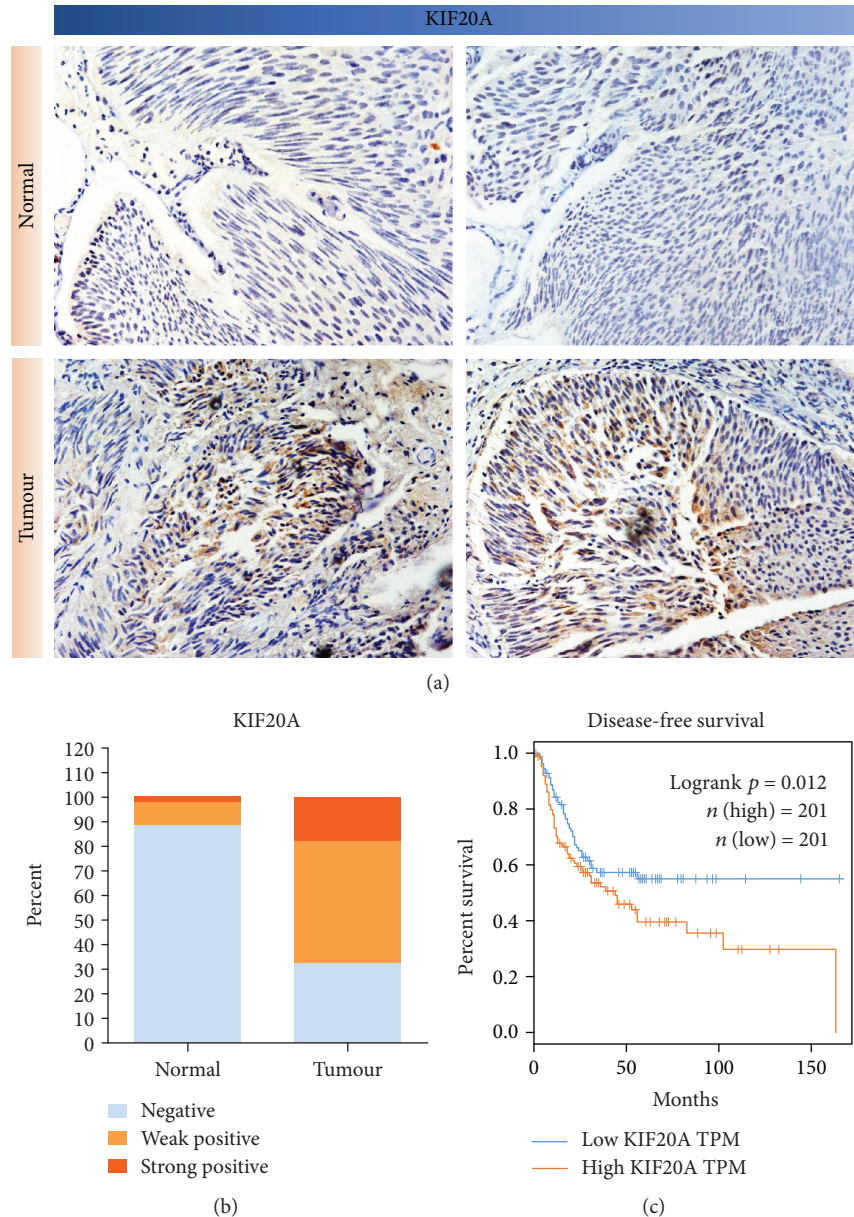 KIF20A
Normal
Tumour
(a)
KIF20A
120
110
100
90
80
70
60
50
40
30
20
10
0
Percent
Normal
Tumour
Negative
Weak positive
Strong positive
(b)
Disease-free survival
Logrank p = 0.012
n (high) = 201
n (low) = 201
1.0
0.8
0.6
0.4
0.2
0.0
Percent survival
0
50
100
150
Months
Low KIF20A TPM
High KIF20A TPM
(c)